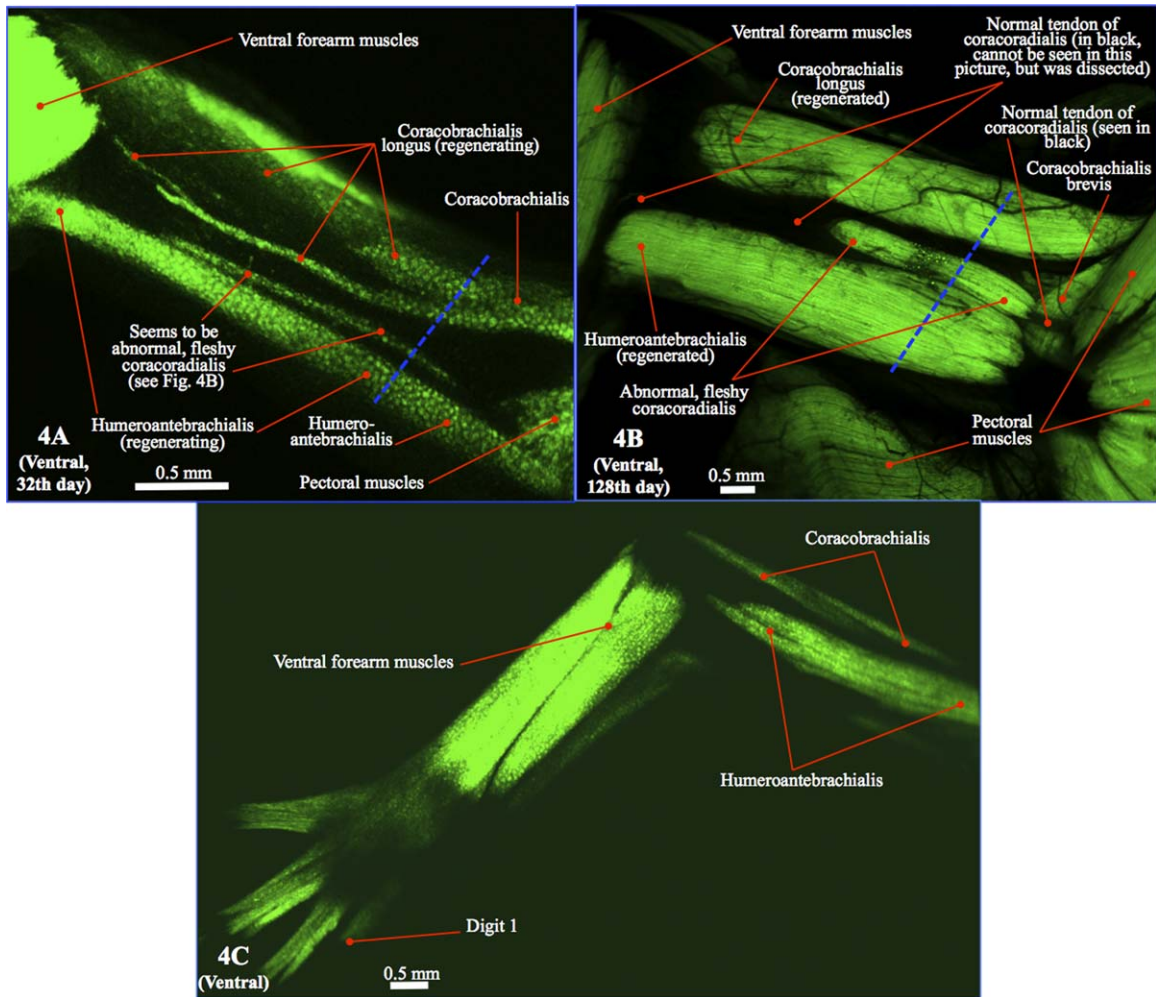 Ventral forearm muscles
Coracobrachialis
longus (regenerating)
Coracobrachialis
Seems to be
abnormal, fleshy
coracoradialis
(see Fig. 4B)
Humeroantebrachialis
(regenerating)
Humero-
antebrachialis
Pectoral muscles
4A
(Ventral,
32th day)
0.5 mm
Ventral forearm muscles
Normal tendon of
coracoradialis (in black,
cannot be seen in this
picture, but was dissected)
Coracobrachialis
longus
(regenerated)
Normal tendon of
coracoradialis (seen in
black)
Coracobrachialis
brevis
Humeroantebrachialis
(regenerated)
Abnormal, fleshy
coracoradialis
Pectoral
muscles
4B
(Ventral,
128th day)
0.5 mm
Coracobrachialis
Ventral forearm muscles
Humeroantebrachialis
Digit 1
4C
(Ventral)
0.5 mm